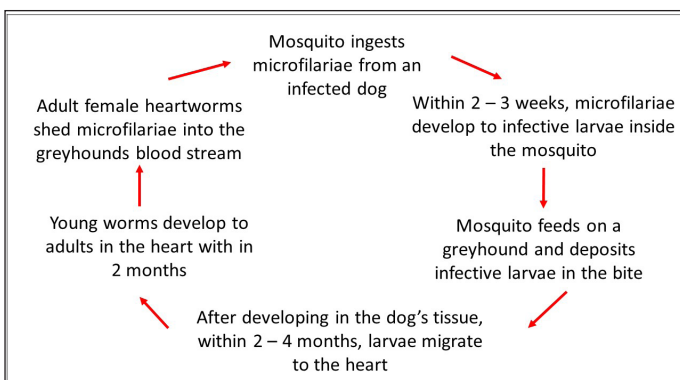 Mosquito ingests
microfilariae from an
infected dog
Within 2 – 3 weeks, microfilariae
develop to infective larvae inside
the mosquito
Mosquito feeds on a
greyhound and deposits
infective larvae in the bite
After developing in the dog's tissue,
within 2 – 4 months, larvae migrate
to the heart
Young worms develop to
adults in the heart with in
2 months
Adult female heartworms
shed microfilariae into the
greyhounds blood stream